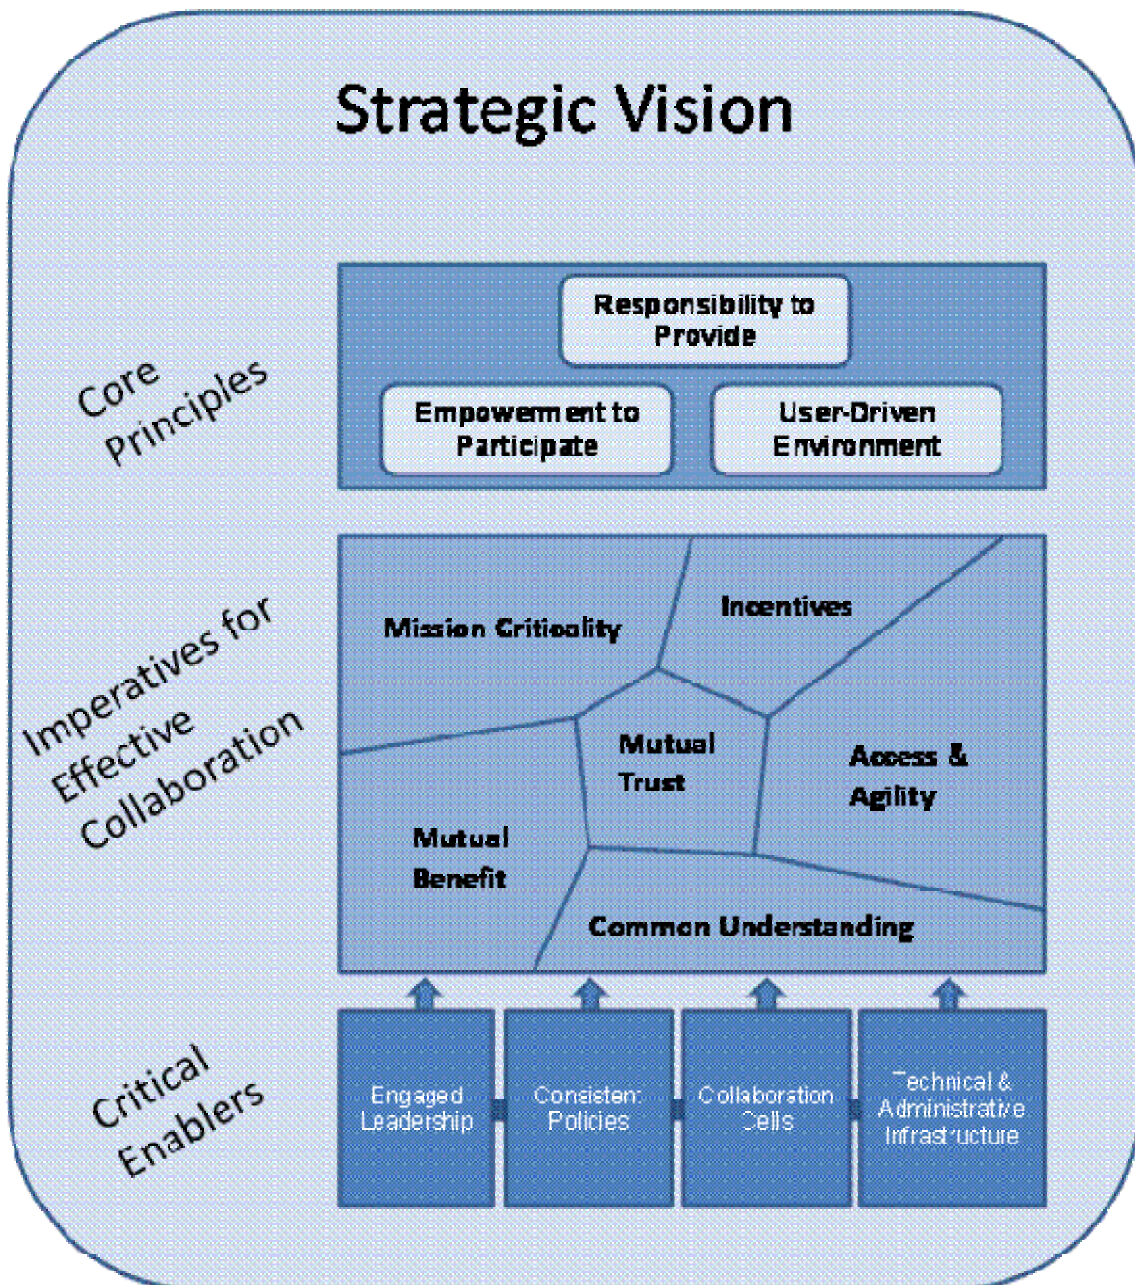 Strategic Vision
Core
Principles
Responsibility to
Provide
Empowerment to
Participate
User-Driven
Environment
Imperatives for
Effective
Collaboration
Mission Criticality
Incentives
Mutual
Trust
Access &
Agility
Mutual
Benefit
Common Understanding
Critical
Enablers
Engaged
Leadership
Consistent
Policies
Collaboration
Cells
Technical &
Administrative
Infrastructure